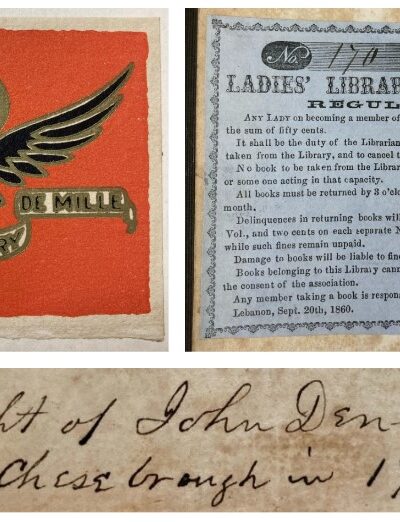 DE MILLE
RY
No. 170
LADIES' LIBRAR
REGUL
ANY LADY on becoming a member of
the sum of fifty cents.
It shall be the duty of the Librarian
taken from the Library, and to cancel t
No book to be taken from the Librar
or some one acting in that capacity.
All books must be returned by 3 o'clo
month.
Delinquences in returning books will
Vol., and two cents on each separate N
while such fines remain unpaid.
Damage to books will be liable to fine
Books belonging to this Library cann
the consent of the association.
Any member taking a book is respons
Lebanon, Sept. 20th, 1860.
ht of John Den-
Chesebrough in 1